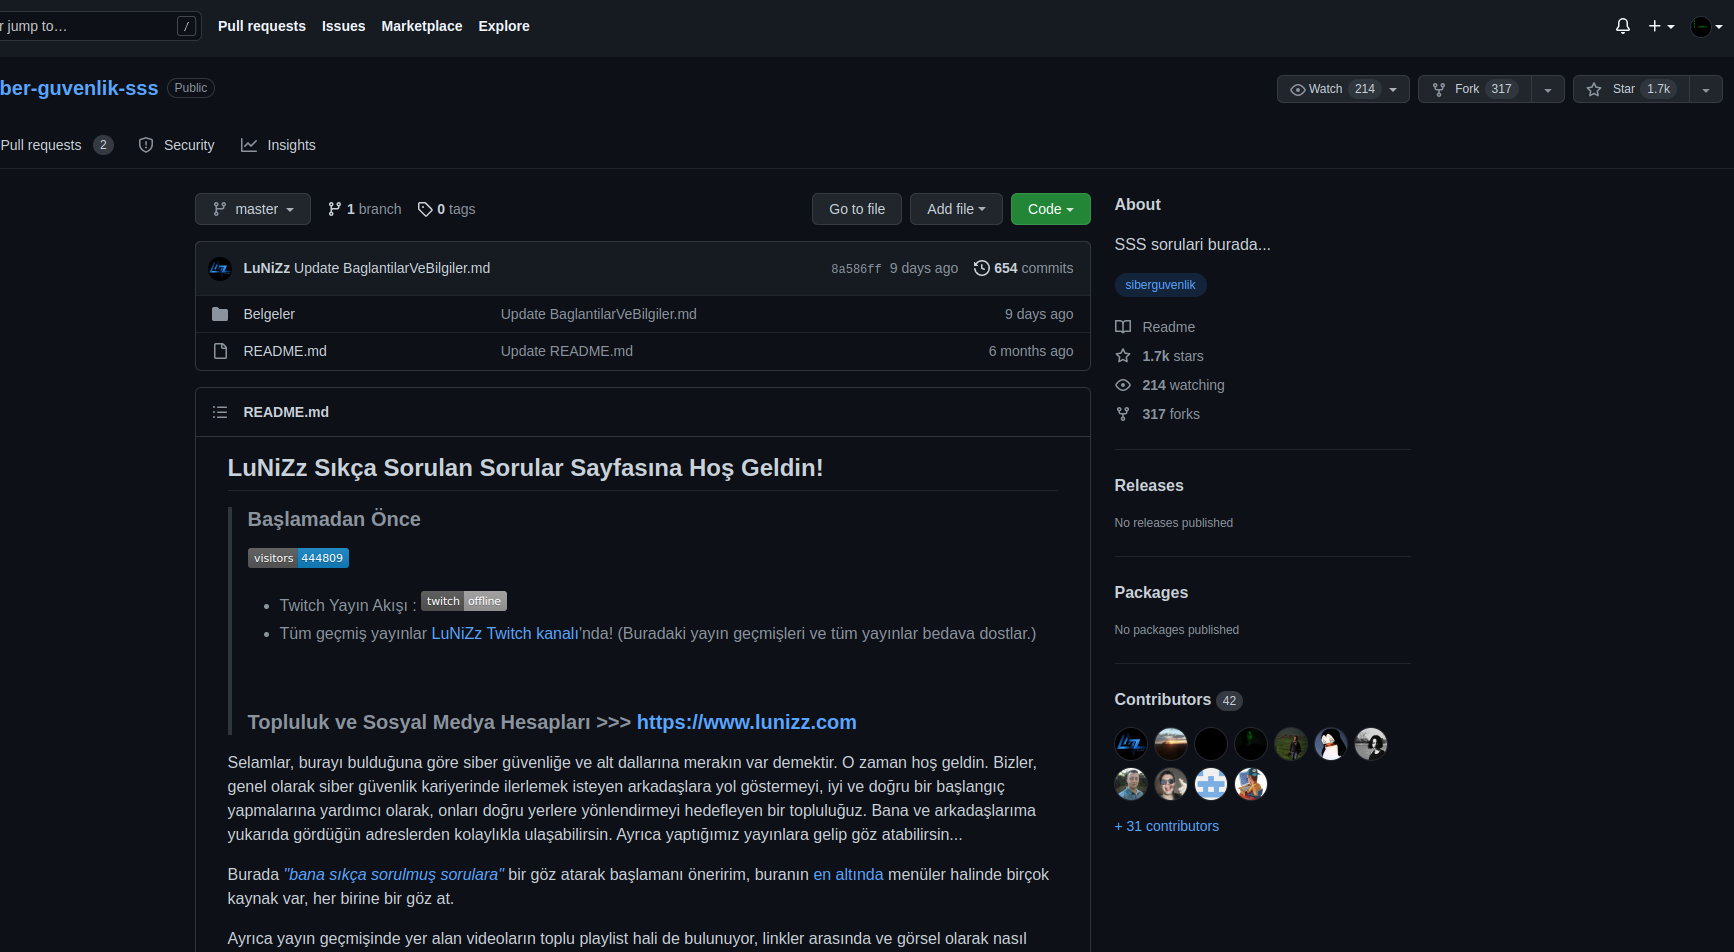 r jump to… /
Pull requests Issues Marketplace Explore
ber-guvenlik-sss Public
Watch 214 Fork 317 Star 1.7k
Pull requests 2 Security Insights
master 1 branch 0 tags Go to file Add file Code
LuNiZz Update BaglantilarVeBilgiler.md 8a586ff 9 days ago 654 commits
Belgeler Update BaglantilarVeBilgiler.md 9 days ago
README.md Update README.md 6 months ago
README.md
LuNiZz Sıkça Sorulan Sorular Sayfasına Hoş Geldin!
Başlamadan Önce
visitors 444809
Twitch Yayın Akışı : twitch offline
Tüm geçmiş yayınlar LuNiZz Twitch kanalı'nda! (Buradaki yayın geçmişleri ve tüm yayınlar bedava dostlar.)
Topluluk ve Sosyal Medya Hesapları >>> https://www.lunizz.com
Selamlar, burayı bulduğuna göre siber güvenliğe ve alt dallarına merakın var demektir. O zaman hoş geldin. Bizler,
genel olarak siber güvenlik kariyerinde ilerlemek isteyen arkadaşlara yol göstermeyi, iyi ve doğru bir başlangıç
yapmalarına yardımcı olarak, onları doğru yerlere yönlendirmeyi hedefleyen bir topluluğuz. Bana ve arkadaşlarıma
yukarıda gördüğün adreslerden kolaylıkla ulaşabilirsin. Ayrıca yaptığımız yayınlara gelip göz atabilirsin...
Burada "bana sıkça sorulmuş sorulara" bir göz atarak başlamanı öneririm, buranın en altında menüler halinde birçok
kaynak var, her birine bir göz at.
Ayrıca yayın geçmişinde yer alan videoların toplu playlist hali de bulunuyor, linkler arasında ve görsel olarak nasıl
About
SSS sorulari burada...
siberguvenlik
Readme
1.7k stars
214 watching
317 forks
Releases
No releases published
Packages
No packages published
Contributors 42
+ 31 contributors